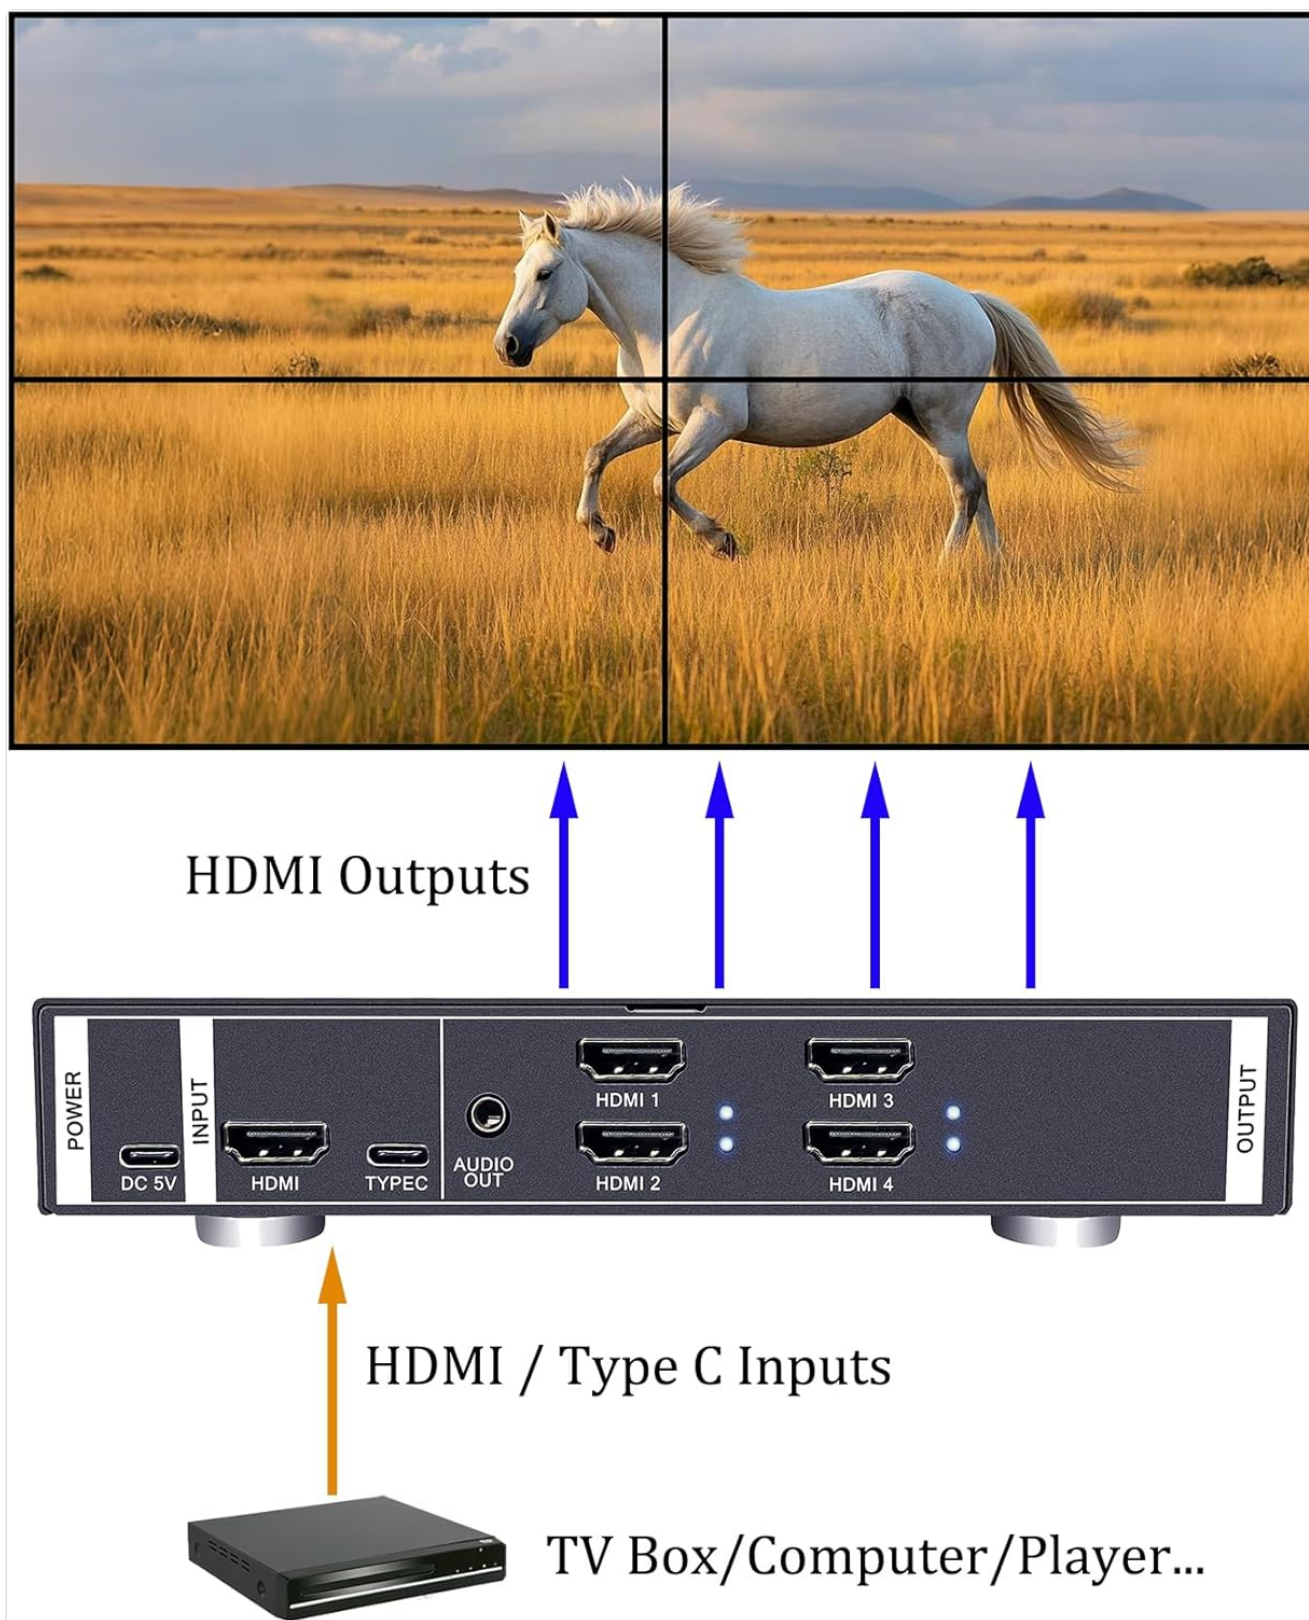 HDMI Outputs
POWER
INPUT
DC 5V
HDMI
TYPEC
AUDIO
OUT
HDMI 1
HDMI 2
HDMI 3
HDMI 4
OUTPUT
HDMI / Type C Inputs
TV Box/Computer/Player...